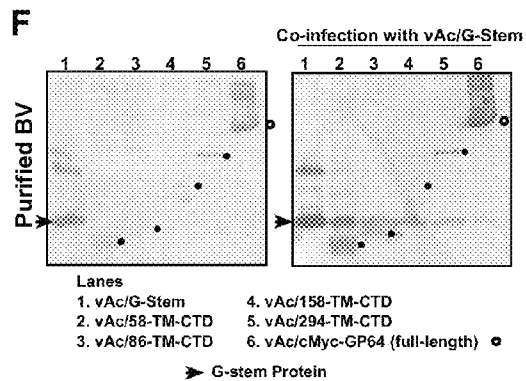 F
Co-infection with vAc/G-Stem
1 2 3 4 5 6
1 2 3 4 5 6
Purified BV
Lanes
1. vAc/G-Stem
4. vAc/158-TM-CTD
2. vAc/58-TM-CTD
5. vAc/294-TM-CTD
3. vAc/86-TM-CTD
6. vAc/cMyc-GP64 (full-length)
G-stem Protein